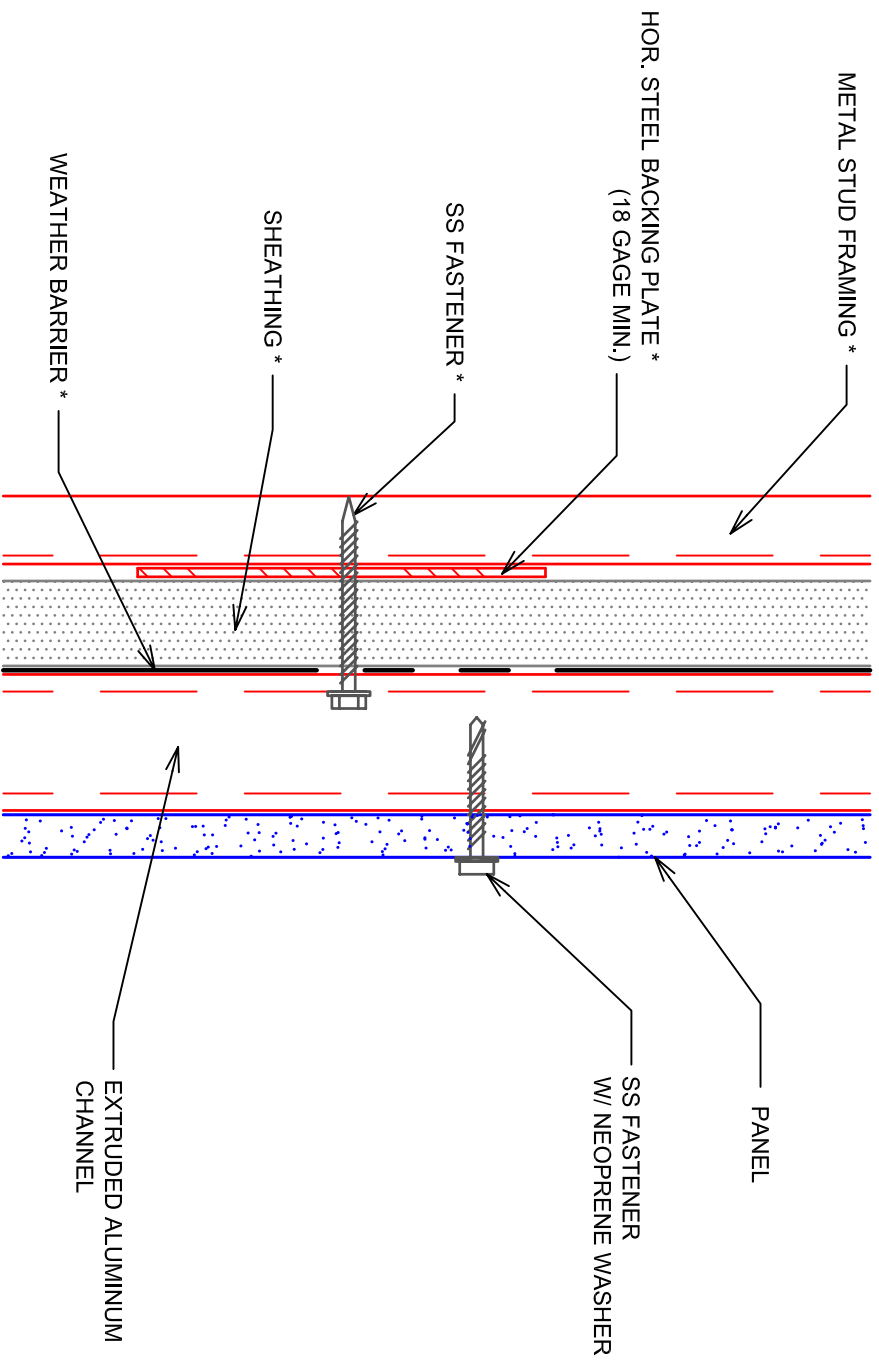 METAL STUD FRAMING *
HOR. STEEL BACKING PLATE *
(18 GAGE MIN.)
SS FASTENER *
SHEATHING *
WEATHER BARRIER *
PANEL
SS FASTENER
W/ NEOPRENE WASHER
EXTRUDED ALUMINUM
CHANNEL